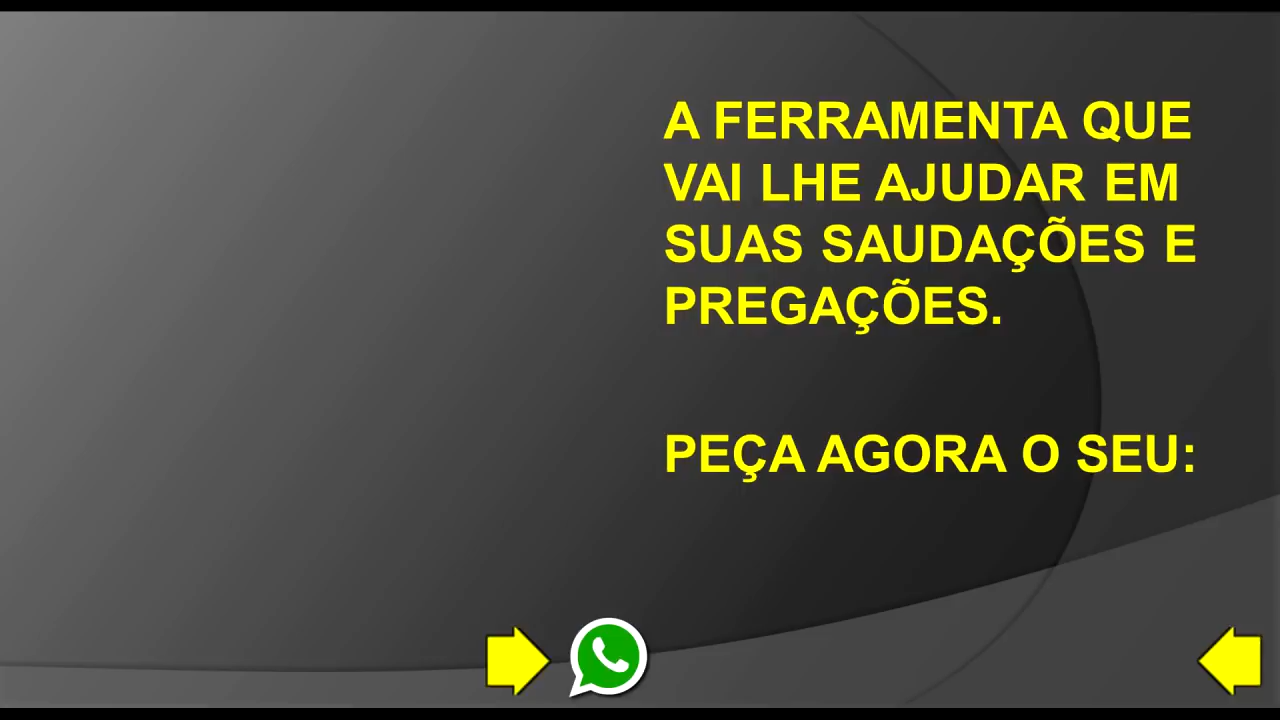 A FERRAMENTA QUE
VAI LHE AJUDAR EM
SUAS SAUDAÇÕES E
PREGAÇÕES.
PEÇA AGORA O SEU: